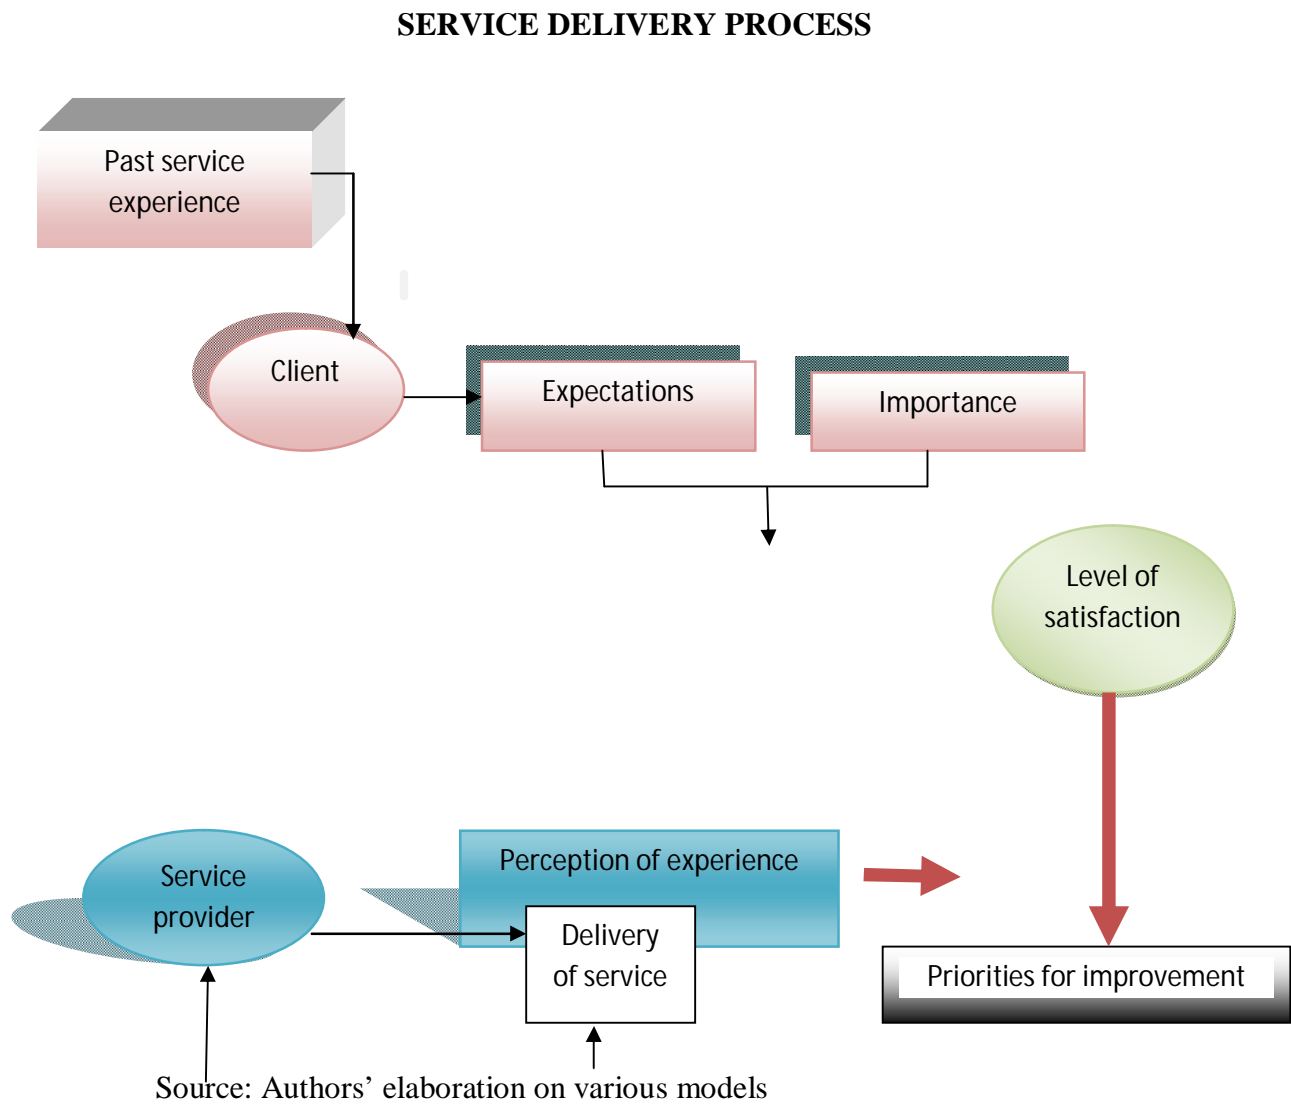 SERVICE DELIVERY PROCESS
Past service
experience
Client
Expectations
Importance
Level of
satisfaction
Service
provider
Perception of experience
Delivery
of service
Priorities for improvement
Source: Authors’ elaboration on various models